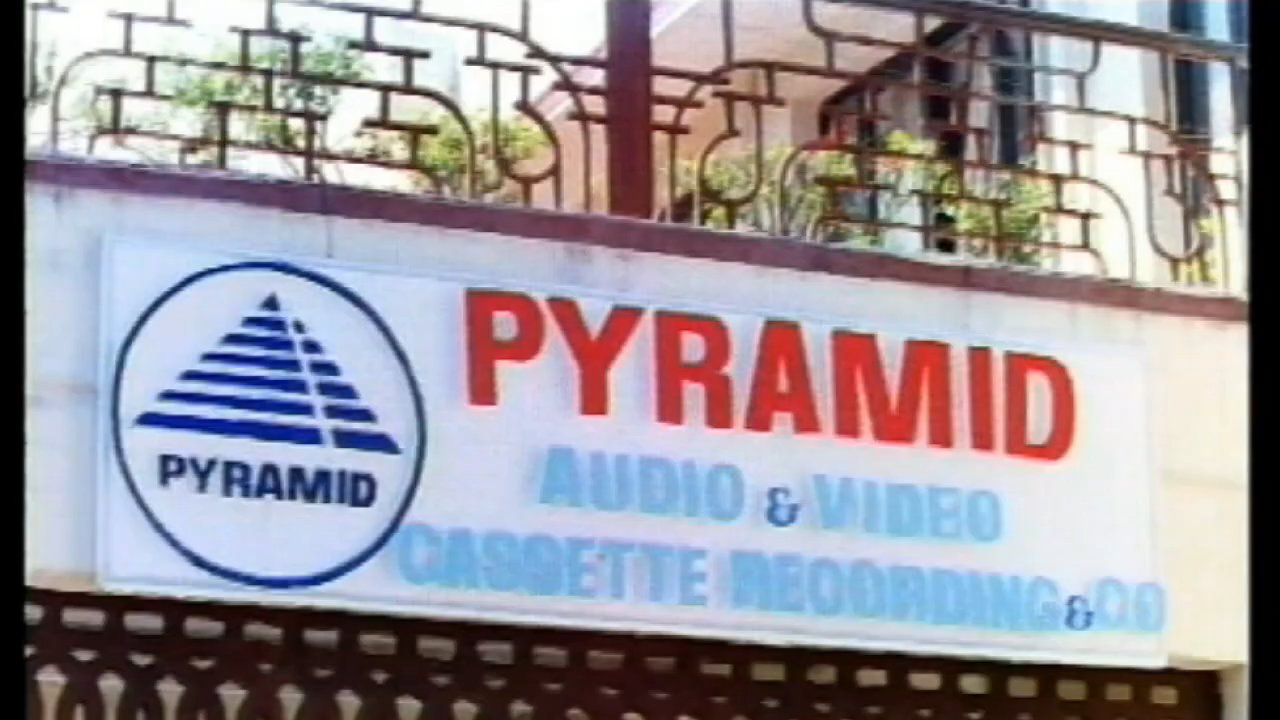 PYRAMID
PYRAMID
AUDIO & VIDEO
CASSETTE RECORDING & CO